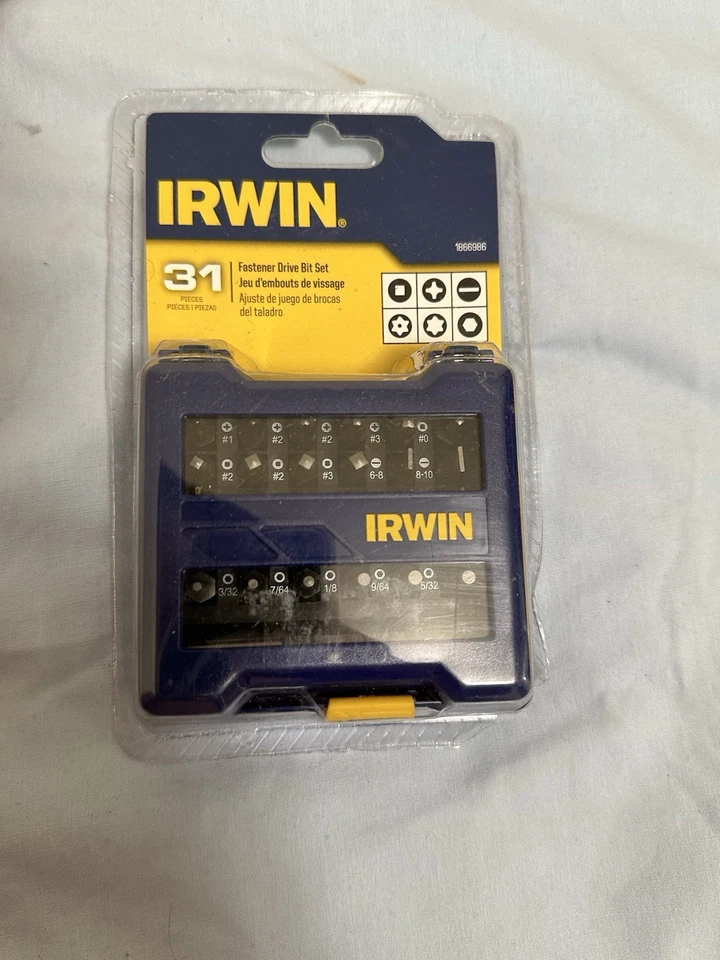 IRWIN®
1866986
31
PIECES
PIÈCES | PIEZAS
Fastener Drive Bit Set
Jeu d'embouts de vissage
Ajuste de juego de brocas
del taladro
#1 #2 #2 #3 #0
#2 #2 #3 6-8 8-10
IRWIN
3/32 7/64 1/8 9/64 5/32